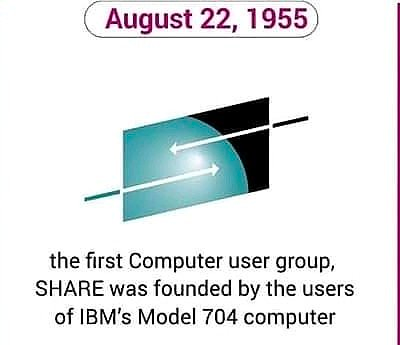 August 22, 1955
the first Computer user group,
SHARE was founded by the users
of IBM's Model 704 computer